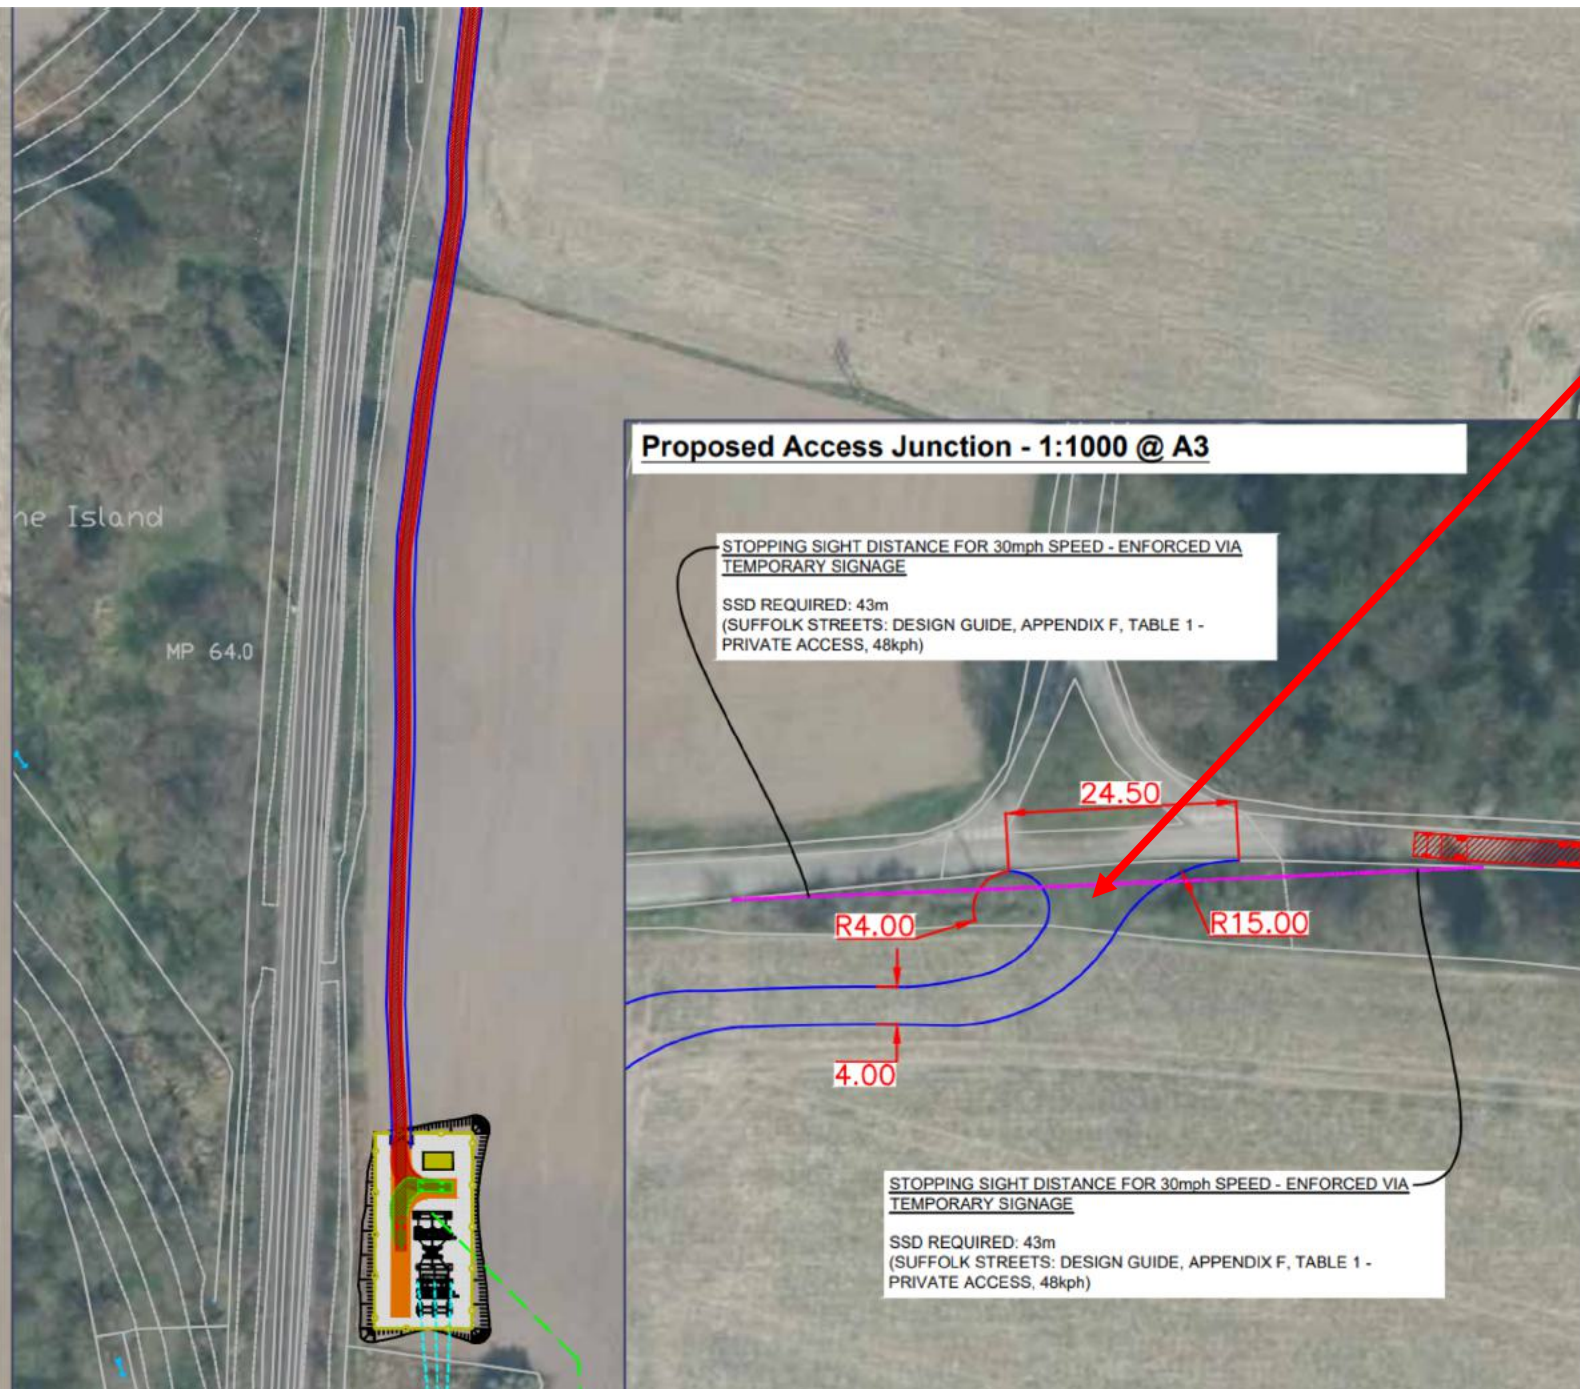 ne Island
MP 64.0
Proposed Access Junction - 1:1000 @ A3
STOPPING SIGHT DISTANCE FOR 30mph SPEED - ENFORCED VIA
TEMPORARY SIGNAGE
SSD REQUIRED: 43m
(SUFFOLK STREETS: DESIGN GUIDE, APPENDIX F, TABLE 1 -
PRIVATE ACCESS, 48kph)
24.50
R4.00
R15.00
4.00
STOPPING SIGHT DISTANCE FOR 30mph SPEED - ENFORCED VIA
TEMPORARY SIGNAGE
SSD REQUIRED: 43m
(SUFFOLK STREETS: DESIGN GUIDE, APPENDIX F, TABLE 1 -
PRIVATE ACCESS, 48kph)